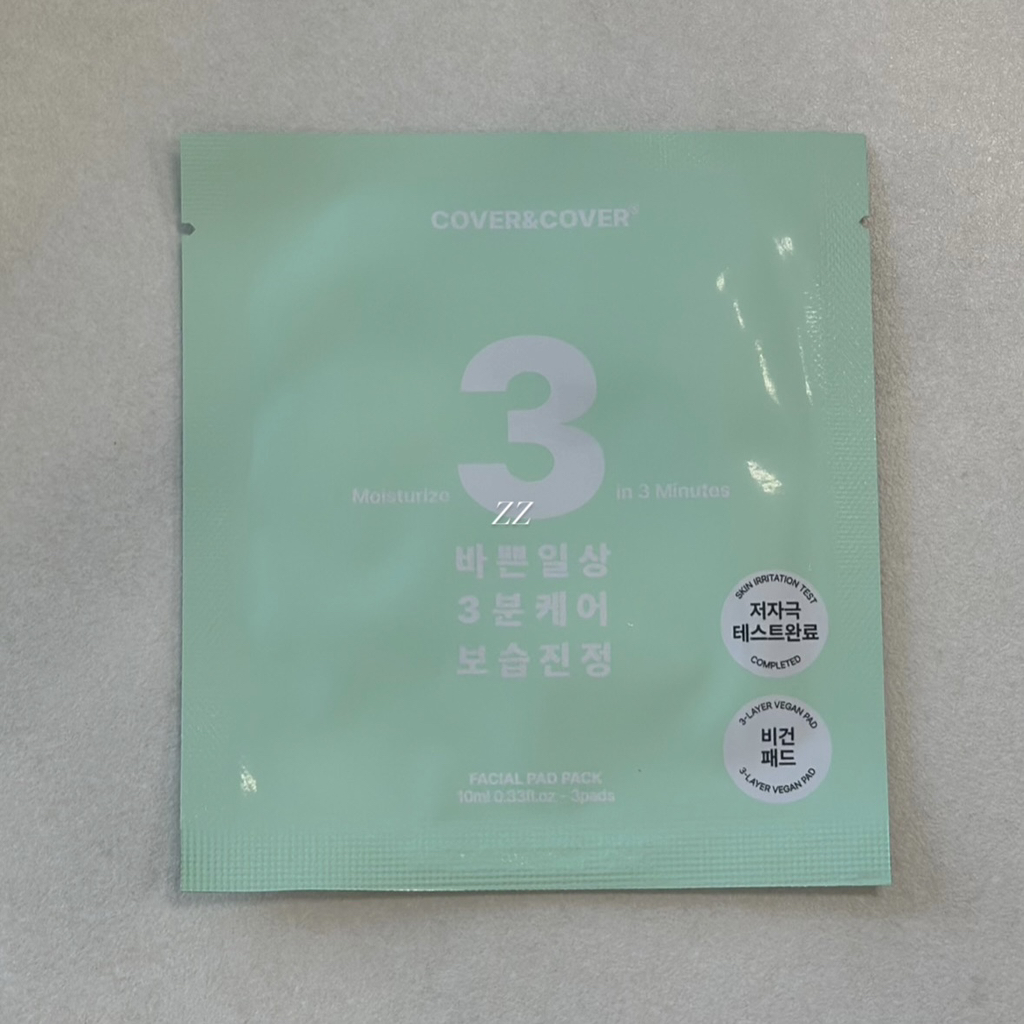 COVER&COVER®
3
Moisturize in 3 Minutes
ZZ
바쁜일상
3분케어
보습진정
SKIN IRRITATION TEST
저자극
테스트완료
COMPLETED
3-LAYER VEGAN PAD
비건
패드
3-LAYER VEGAN PAD
FACIAL PAD PACK
10ml 0.33fl.oz - 3pads